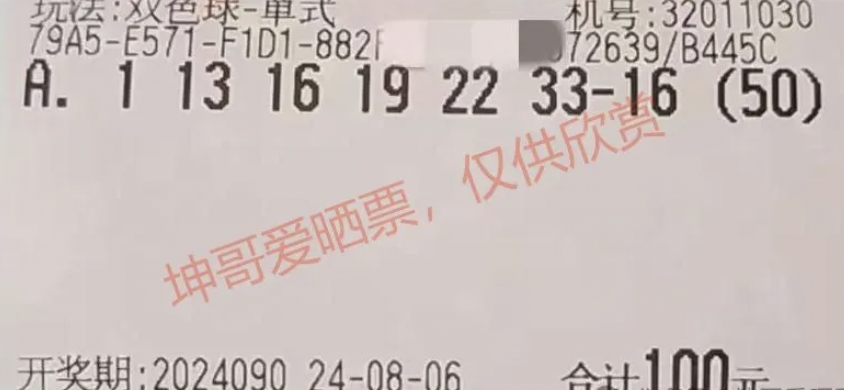 玩法:双色球-单式
机号:32011030
79A5-E571-F1D1-882 72639/B445C
A. 1 13 16 19 22 33-16 (50)
坤哥爱晒票，仅供欣赏
开奖期:2024090 24-08-06 合计100元